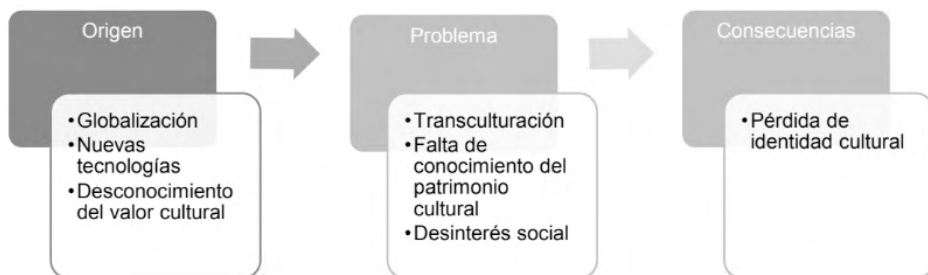 Origen
• Globalización
• Nuevas
tecnologías
• Desconocimiento
del valor cultural
Problema
• Transculturación
• Falta de
conocimiento del
patrimonio
cultural
• Desinterés social
Consecuencias
• Pérdida de
identidad cultural